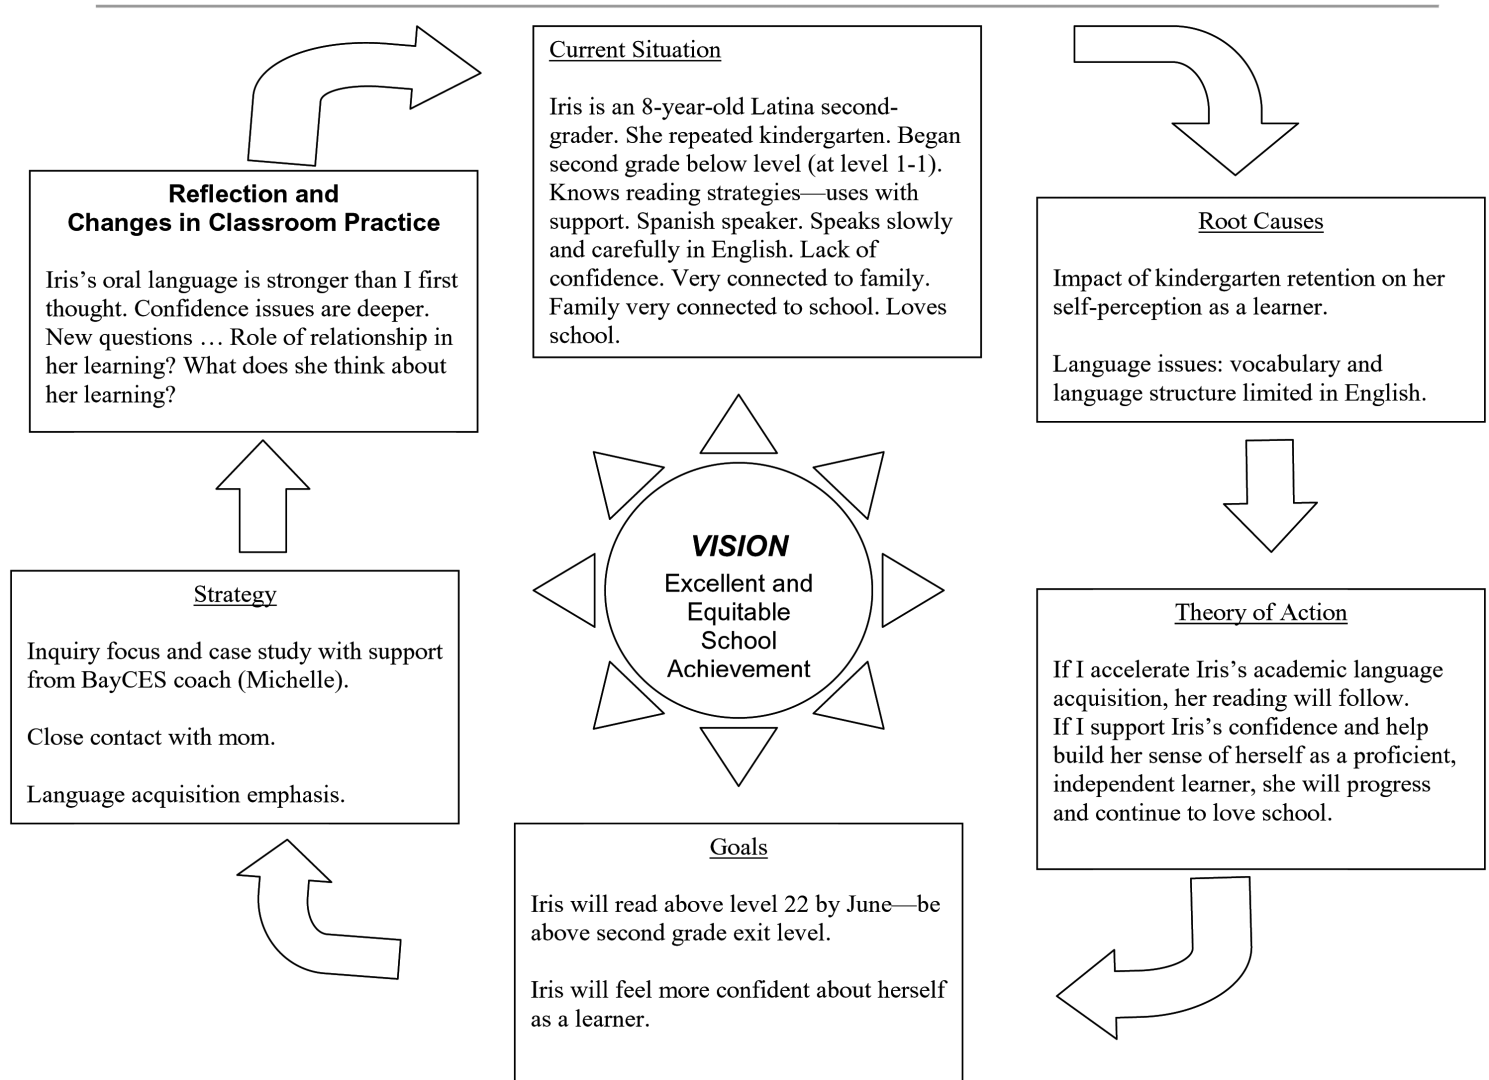 Current Situation
Iris is an 8-year-old Latina second-
grader. She repeated kindergarten. Began
second grade below level (at level 1-1).
Knows reading strategies—uses with
support. Spanish speaker. Speaks slowly
and carefully in English. Lack of
confidence. Very connected to family.
Family very connected to school. Loves
school.
Root Causes
Impact of kindergarten retention on her
self-perception as a learner.
Language issues: vocabulary and
language structure limited in English.
Theory of Action
If I accelerate Iris’s academic language
acquisition, her reading will follow.
If I support Iris’s confidence and help
build her sense of herself as a proficient,
independent learner, she will progress
and continue to love school.
Goals
Iris will read above level 22 by June—be
above second grade exit level.
Iris will feel more confident about herself
as a learner.
Strategy
Inquiry focus and case study with support
from BayCES coach (Michelle).
Close contact with mom.
Language acquisition emphasis.
Reflection and
Changes in Classroom Practice
Iris’s oral language is stronger than I first
thought. Confidence issues are deeper.
New questions … Role of relationship in
her learning? What does she think about
her learning?
VISION
Excellent and
Equitable
School
Achievement